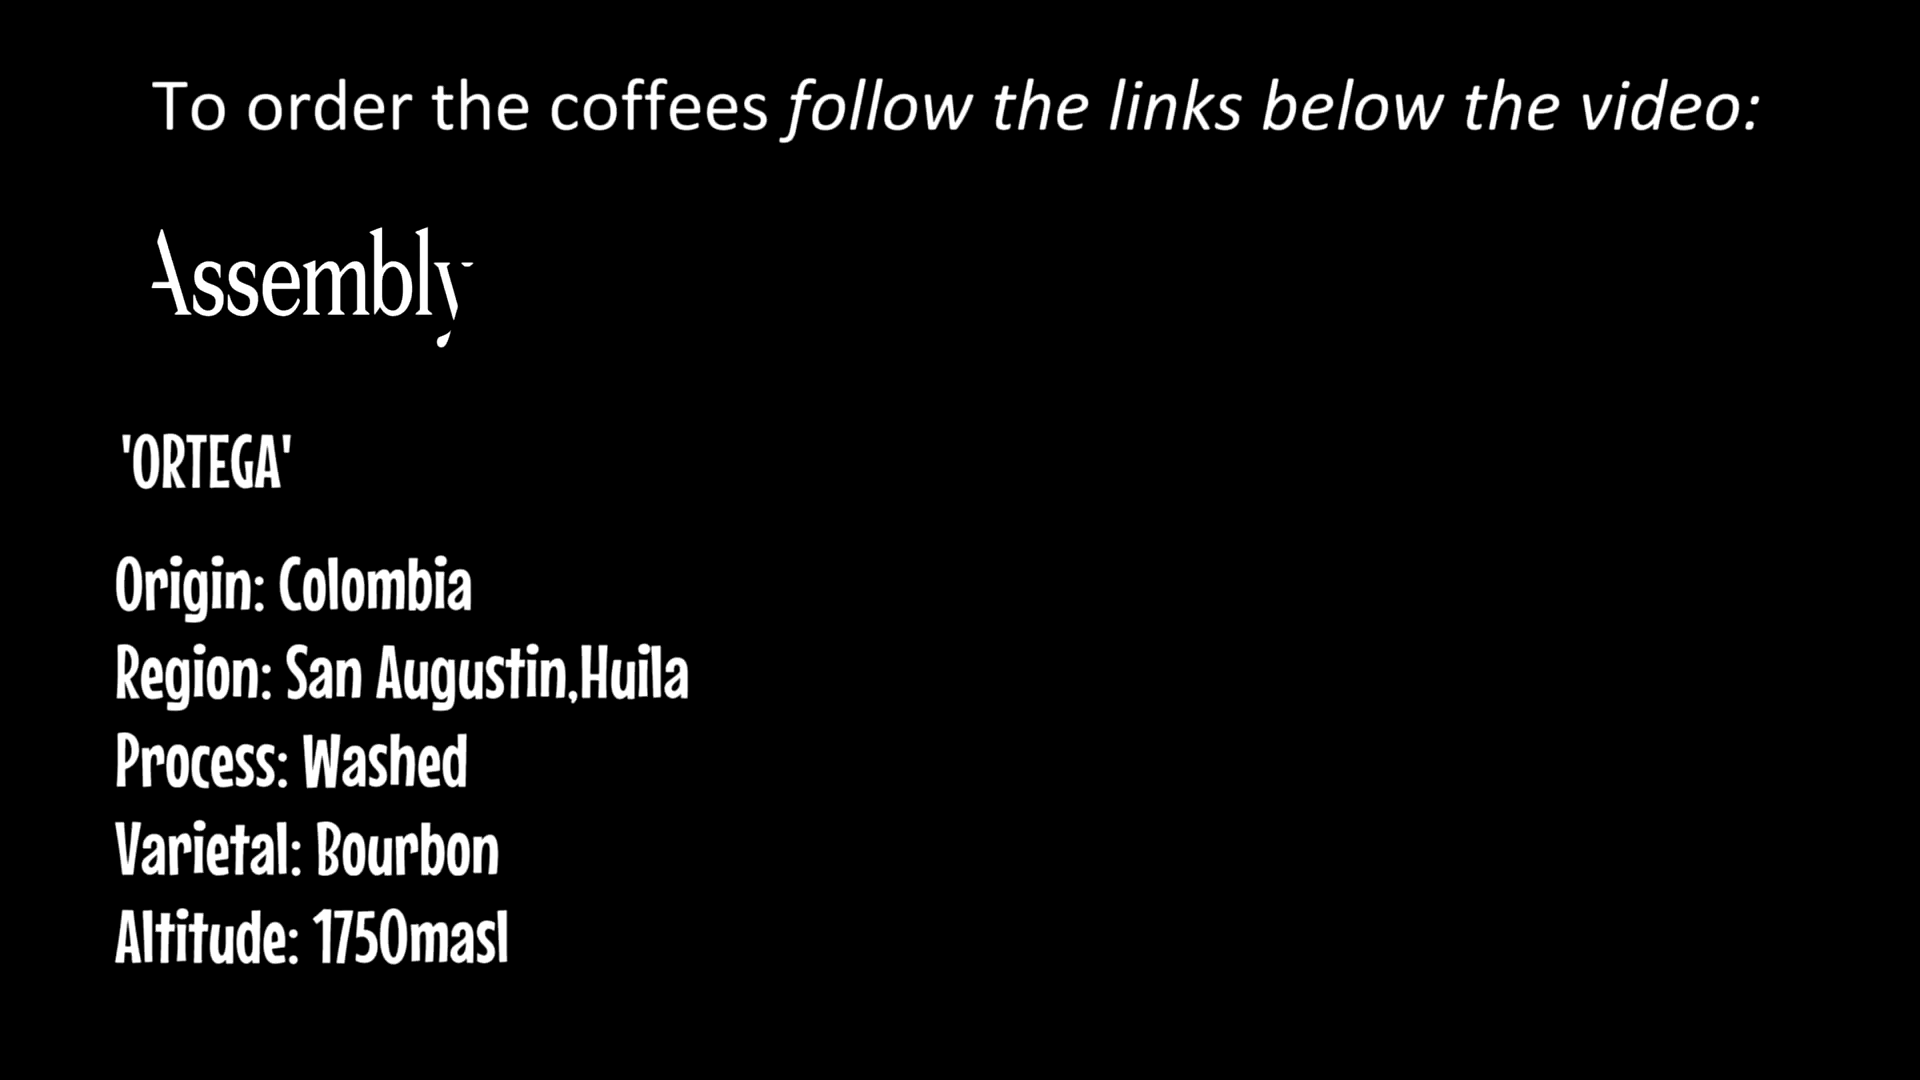 To order the coffees follow the links below the video:
Assembly
'ORTEGA'
Origin: Colombia
Region: San Augustin,Huila
Process: Washed
Varietal: Bourbon
Altitude: 1750masl